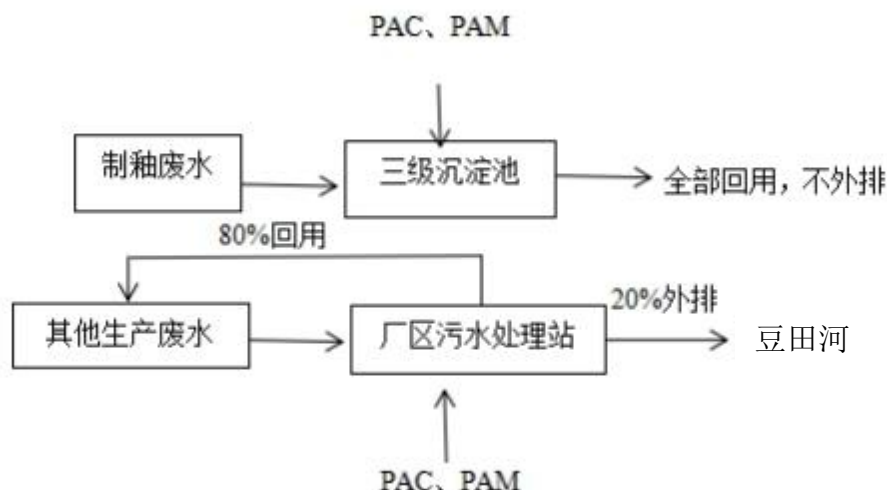 PAC、PAM
制釉废水
三级沉淀池
全部回用，不外排
80%回用
20%外排
其他生产废水
厂区污水处理站
豆田河
PAC、PAM